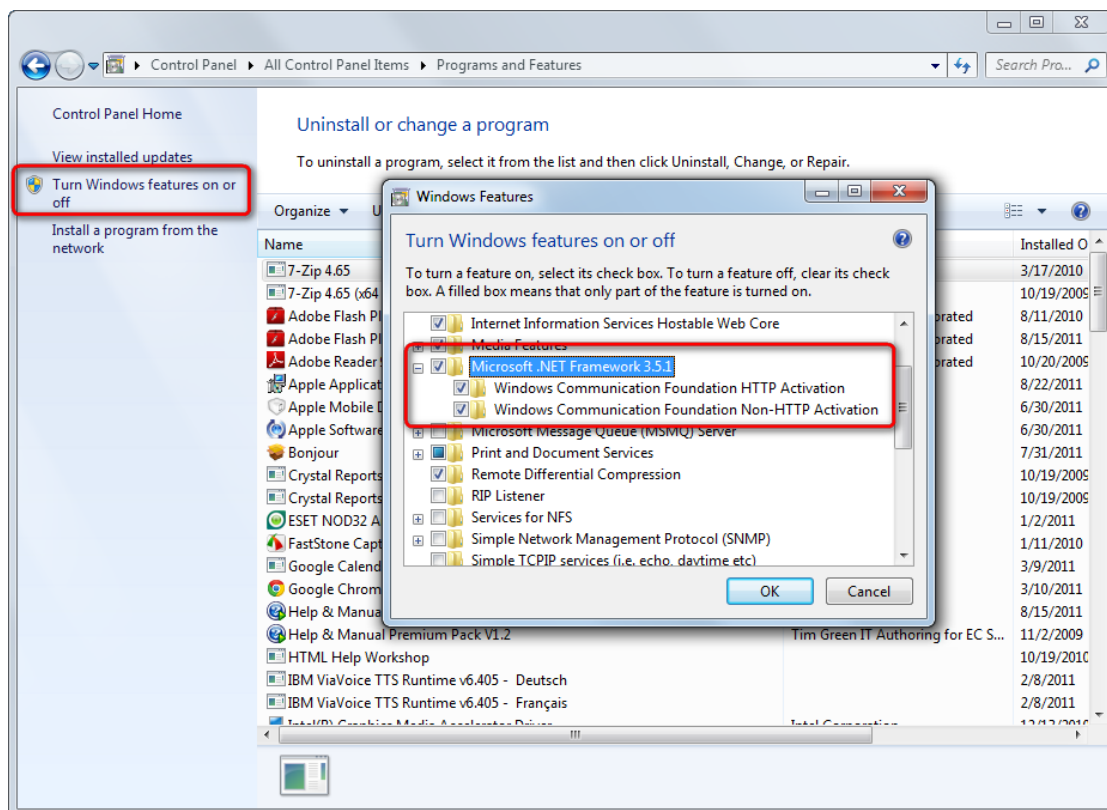 Control Panel All Control Panel Items Programs and Features Search Pro...
Control Panel Home
View installed updates
Turn Windows features on or
off
Install a program from the
network
Uninstall or change a program
To uninstall a program, select it from the list and then click Uninstall, Change, or Repair.
Organize
Name
Installed O
7-Zip 4.65 3/17/2010
7-Zip 4.65 (x64 10/19/2009
Adobe Flash Pl 8/11/2010
Adobe Flash Pl 8/15/2011
Adobe Reader 10/20/2009
Apple Applicat 8/22/2011
Apple Mobile 6/30/2011
Apple Software 6/30/2011
Bonjour 7/31/2011
Crystal Reports 10/19/2009
Crystal Reports 10/19/2009
ESET NOD32 A 1/2/2011
FastStone Capt 1/11/2010
Google Calend 3/9/2011
Google Chrom 3/10/2011
Help & Manua 8/15/2011
Help & Manual Premium Pack V1.2 Tim Green IT Authoring for EC S... 11/2/2009
HTML Help Workshop 10/19/2010
IBM ViaVoice TTS Runtime v6.405 - Deutsch 2/8/2011
IBM ViaVoice TTS Runtime v6.405 - Français 2/8/2011
Intel(R) Graphics Media Accelerator Driver Intel Corporation 12/13/2010
Windows Features
Turn Windows features on or off
To turn a feature on, select its check box. To turn a feature off, clear its check
box. A filled box means that only part of the feature is turned on.
Internet Information Services Hostable Web Core
Media Features
Microsoft .NET Framework 3.5.1
Windows Communication Foundation HTTP Activation
Windows Communication Foundation Non-HTTP Activation
Microsoft Message Queue (MSMQ) Server
Print and Document Services
Remote Differential Compression
RIP Listener
Services for NFS
Simple Network Management Protocol (SNMP)
Simple TCPIP services (i.e. echo, daytime etc)
OK Cancel